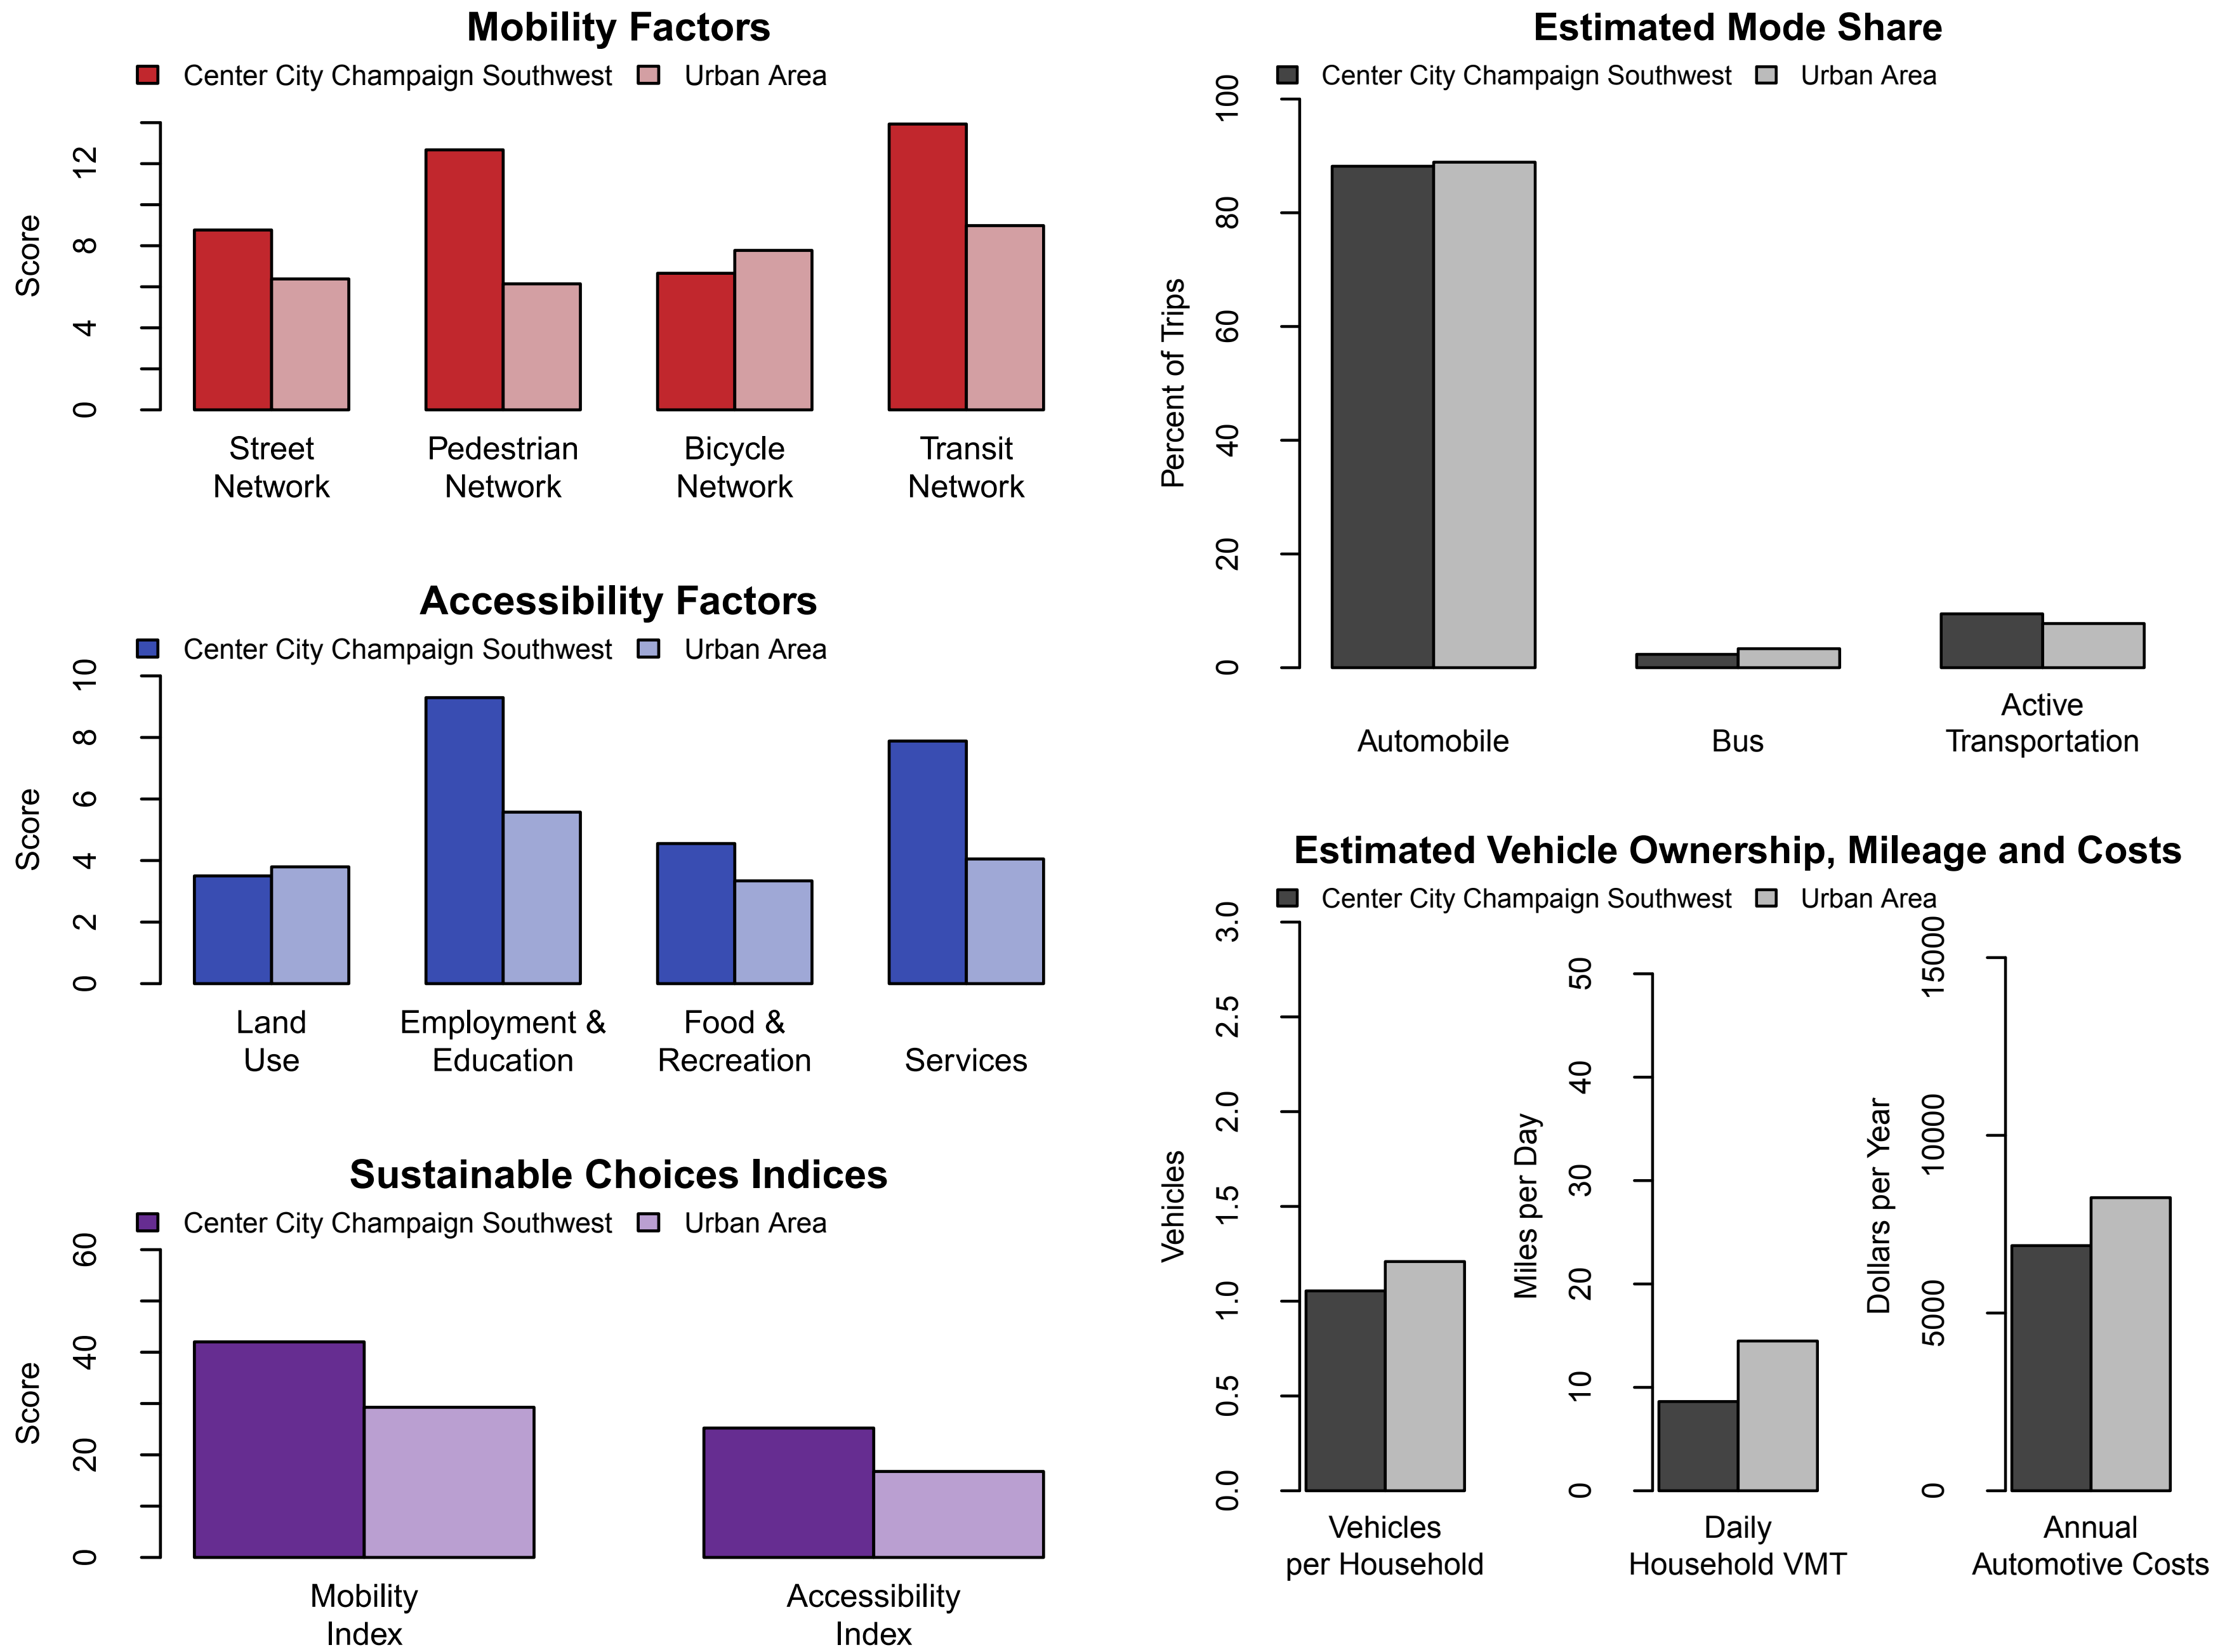 Mobility Factors
Center City Champaign Southwest Urban Area
Score
0 4 8 12
Street Network
Pedestrian Network
Bicycle Network
Transit Network
Accessibility Factors
Center City Champaign Southwest Urban Area
Score
0 2 4 6 8 10
Land Use
Employment & Education
Food & Recreation
Services
Sustainable Choices Indices
Center City Champaign Southwest Urban Area
Score
0 20 40 60
Mobility Index
Accessibility Index
Estimated Mode Share
Center City Champaign Southwest Urban Area
Percent of Trips
0 20 40 60 80 100
Automobile
Bus
Active Transportation
Estimated Vehicle Ownership, Mileage and Costs
Center City Champaign Southwest Urban Area
Vehicles
0.0 0.5 1.0 1.5 2.0 2.5 3.0
Vehicles per Household
Miles per Day
0 10 20 30 40 50
Daily Household VMT
Dollars per Year
0 5000 10000 15000
Annual Automotive Costs